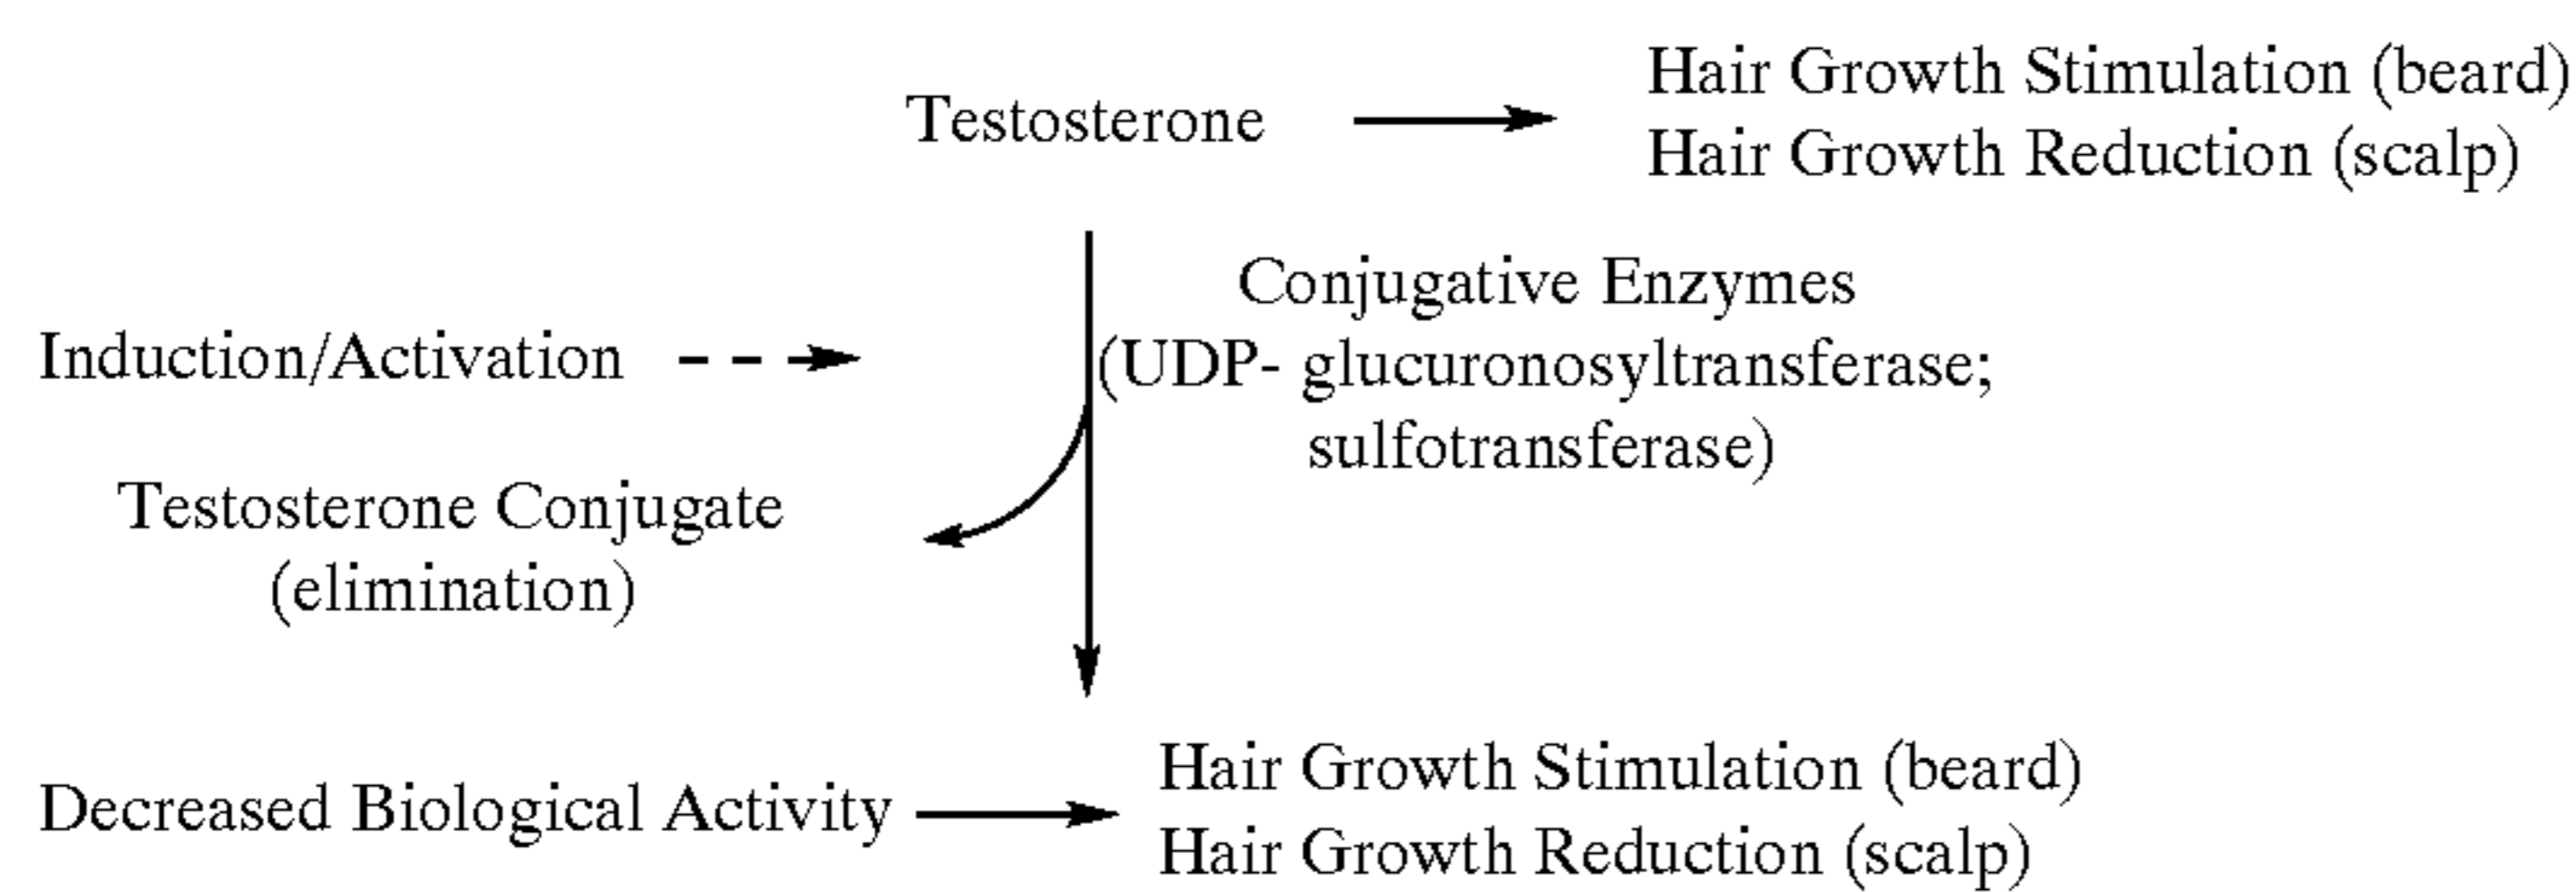 Testosterone
Hair Growth Stimulation (beard)
Hair Growth Reduction (scalp)
Conjugative Enzymes
(UDP- glucuronosyltransferase;
sulfotransferase)
Induction/Activation
Testosterone Conjugate
(elimination)
Decreased Biological Activity
Hair Growth Stimulation (beard)
Hair Growth Reduction (scalp)